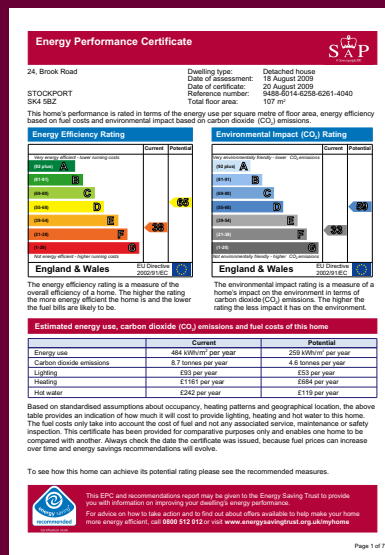 Energy Performance Certificate
SAP
24, Brook Road
STOCKPORT
SK4 5BZ
Dwelling type: Detached house
Date of assessment: 18 August 2009
Date of certificate: 20 August 2009
Reference number: 9488-6014-6258-6261-4040
Total floor area: 107 m²
This home's performance is rated in terms of the energy use per square metre of floor area, energy efficiency
based on fuel costs and environmental impact based on carbon dioxide (CO₂) emissions.
Energy Efficiency Rating
Current Potential
Very energy efficient - lower running costs
(92 plus) A
(81-91) B
(69-80) C
(55-68) D
(39-54) E
(21-38) F
(1-20) G
38
65
Not energy efficient - higher running costs
England & Wales
EU Directive
2002/91/EC
The energy efficiency rating is a measure of the
overall efficiency of a home. The higher the rating
the more energy efficient the home is and the lower
the fuel bills are likely to be.
Environmental Impact (CO₂) Rating
Current Potential
Very environmentally friendly - lower CO₂ emissions
(92 plus) A
(81-91) B
(69-80) C
(55-68) D
(39-54) E
(21-38) F
(1-20) G
33
59
Not environmentally friendly - higher CO₂ emissions
England & Wales
EU Directive
2002/91/EC
The environmental impact rating is a measure of a
home's impact on the environment in terms of
carbon dioxide (CO₂) emissions. The higher the
rating the less impact it has on the environment.
Estimated energy use, carbon dioxide (CO₂) emissions and fuel costs of this home
Current Potential
Energy use 484 kWh/m² per year 259 kWh/m² per year
Carbon dioxide emissions 8.7 tonnes per year 4.6 tonnes per year
Lighting £93 per year £53 per year
Heating £1161 per year £684 per year
Hot water £242 per year £119 per year
Based on standardised assumptions about occupancy, heating patterns and geographical location, the above
table provides an indication of how much it will cost to provide lighting, heating and hot water to this home.
The fuel costs only take into account the cost of fuel and not any associated service, maintenance or safety
inspection. This certificate has been provided for comparative purposes only and enables one home to be
compared with another. Always check the date the certificate was issued, because fuel prices can increase
over time and energy savings recommendations will evolve.
To see how this home can achieve its potential rating please see the recommended measures.
energy saving
recommended
This EPC and recommendations report may be given to the Energy Saving Trust to provide
you with information on improving your dwelling's energy performance.
For advice on how to take action and to find out about offers available to help make your home
more energy efficient, call 0800 512 012 or visit www.energysavingtrust.org.uk/myhome
Page 1 of 7